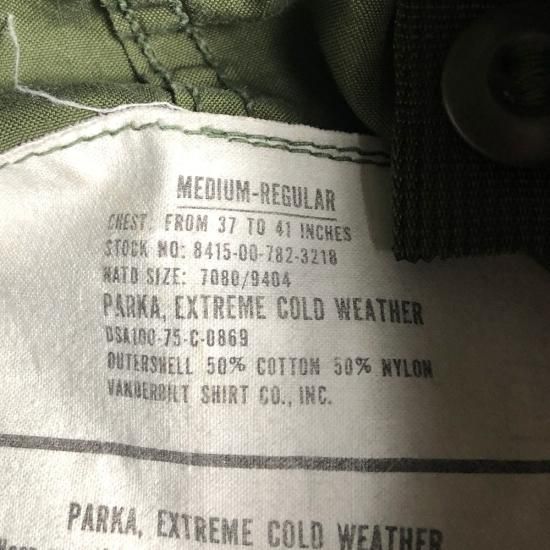 MEDIUM-REGULAR
CHEST: FROM 37 TO 41 INCHES
STOCK NO: 8415-00-782-3218
NATO SIZE: 7080/9404
PARKA, EXTREME COLD WEATHER
DSA100-75-C-0869
OUTERSHELL 50% COTTON 50% NYLON
VANDERBILT SHIRT CO., INC.
PARKA, EXTREME COLD WEATHER